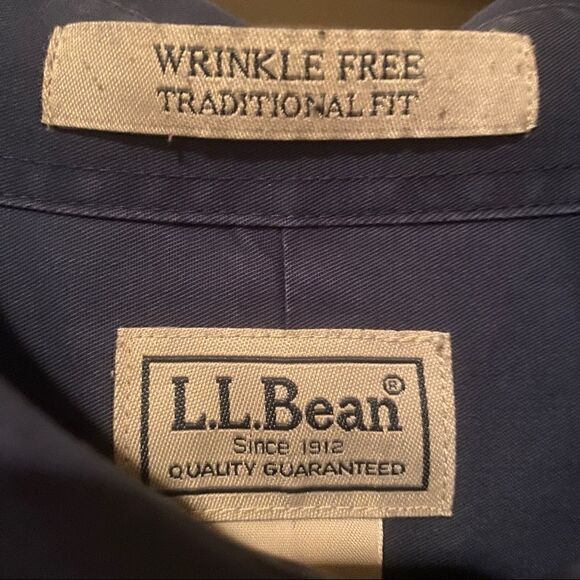 WRINKLE FREE
TRADITIONAL FIT
L.L.Bean®
Since 1912
QUALITY GUARANTEED